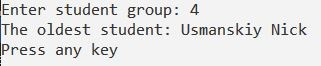 Enter student group: 4
The oldest student: Usmanskiy Nick
Press any key